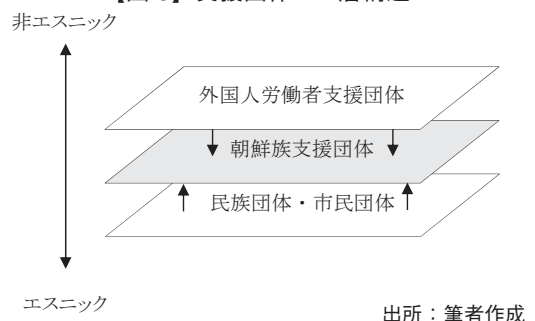 非エスニック
外国人労働者支援団体
朝鮮族支援団体
民族団体・市民団体
エスニック
出所：筆者作成